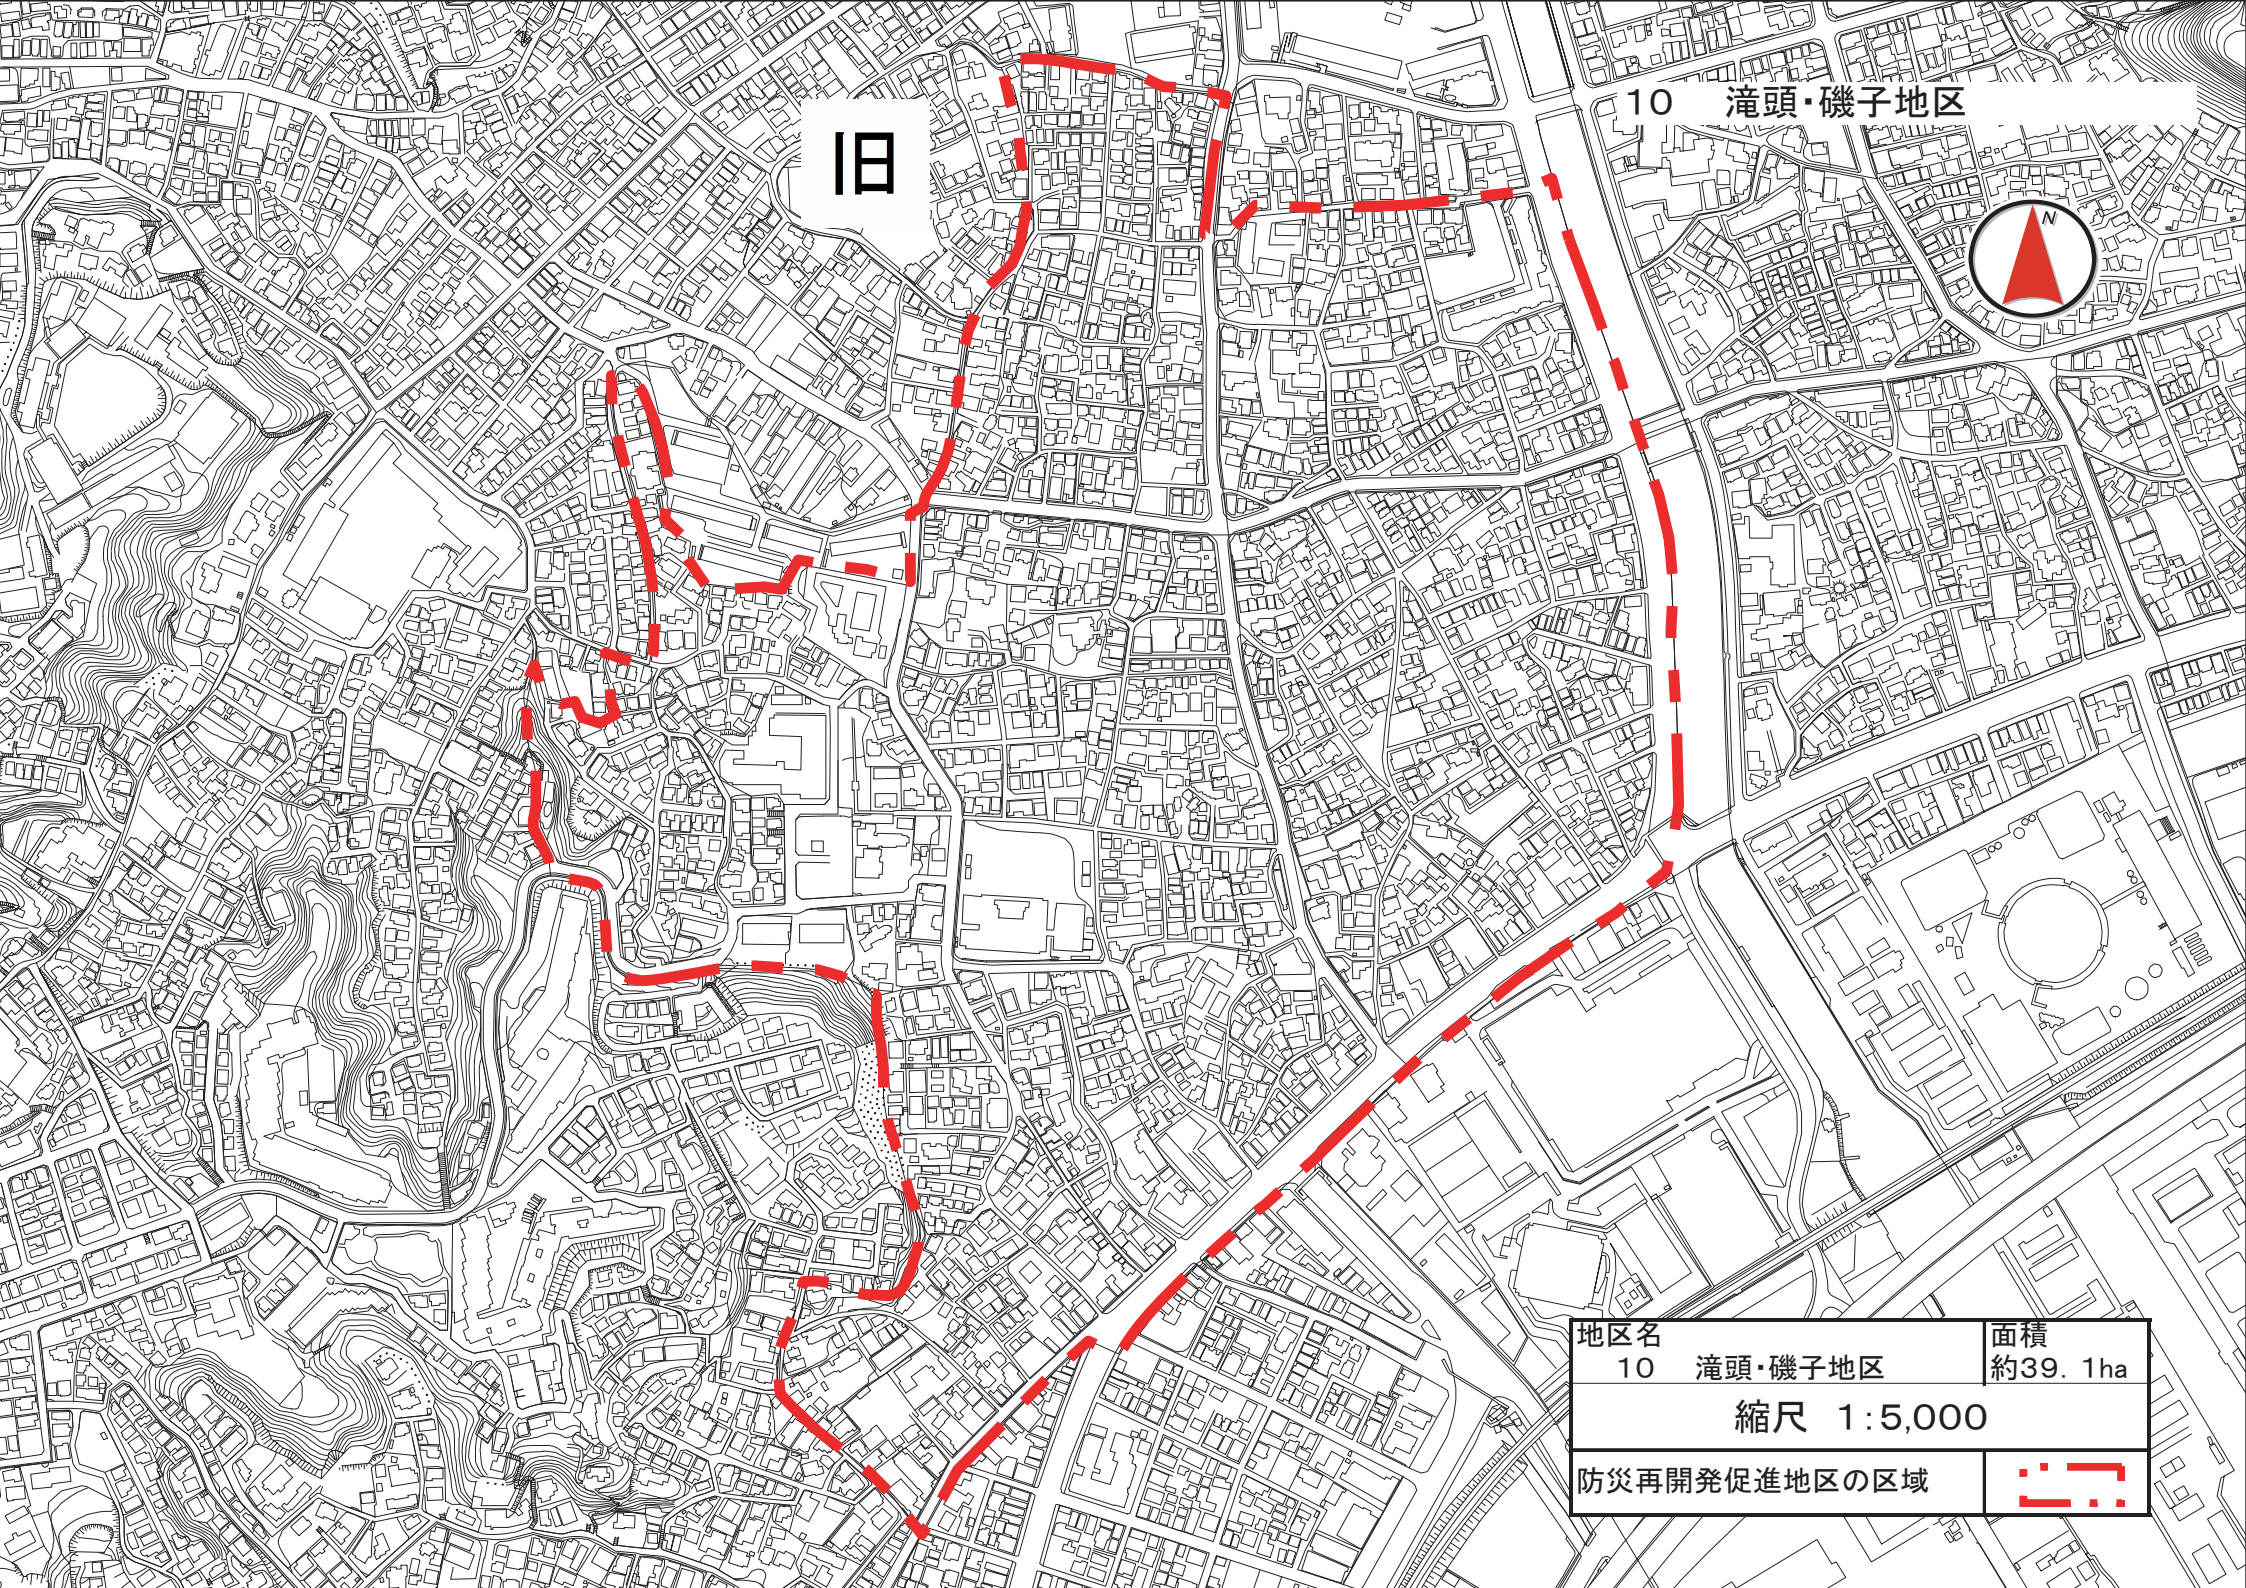 10　滝頭・磯子地区
旧
N
地区名
10　滝頭・磯子地区
面積
約39．1ha
縮尺　1：5,000
防災再開発促進地区の区域